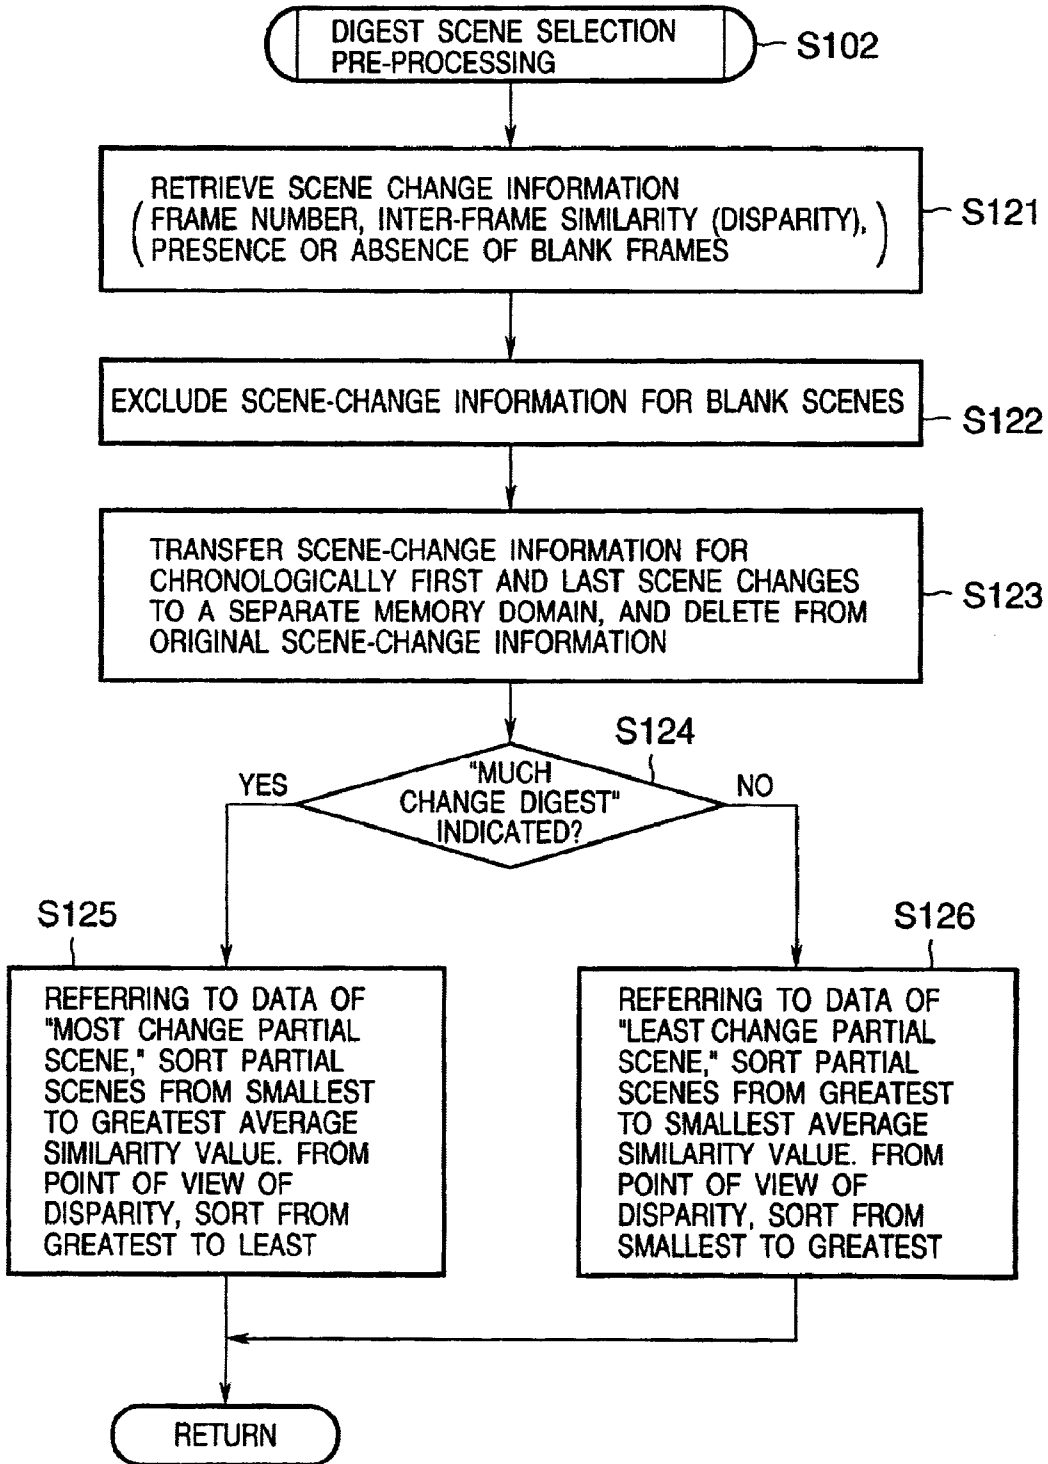 DIGEST SCENE SELECTION
PRE-PROCESSING
S102
RETRIEVE SCENE CHANGE INFORMATION
(FRAME NUMBER, INTER-FRAME SIMILARITY (DISPARITY),
PRESENCE OR ABSENCE OF BLANK FRAMES)
S121
EXCLUDE SCENE-CHANGE INFORMATION FOR BLANK SCENES
S122
TRANSFER SCENE-CHANGE INFORMATION FOR
CHRONOLOGICALLY FIRST AND LAST SCENE CHANGES
TO A SEPARATE MEMORY DOMAIN, AND DELETE FROM
ORIGINAL SCENE-CHANGE INFORMATION
S123
S124
"MUCH
CHANGE DIGEST"
INDICATED?
YES
NO
S125
REFERRING TO DATA OF
"MOST CHANGE PARTIAL
SCENE," SORT PARTIAL
SCENES FROM SMALLEST
TO GREATEST AVERAGE
SIMILARITY VALUE. FROM
POINT OF VIEW OF
DISPARITY, SORT FROM
GREATEST TO LEAST
S126
REFERRING TO DATA OF
"LEAST CHANGE PARTIAL
SCENE," SORT PARTIAL
SCENES FROM GREATEST
TO SMALLEST AVERAGE
SIMILARITY VALUE. FROM
POINT OF VIEW OF
DISPARITY, SORT FROM
SMALLEST TO GREATEST
RETURN